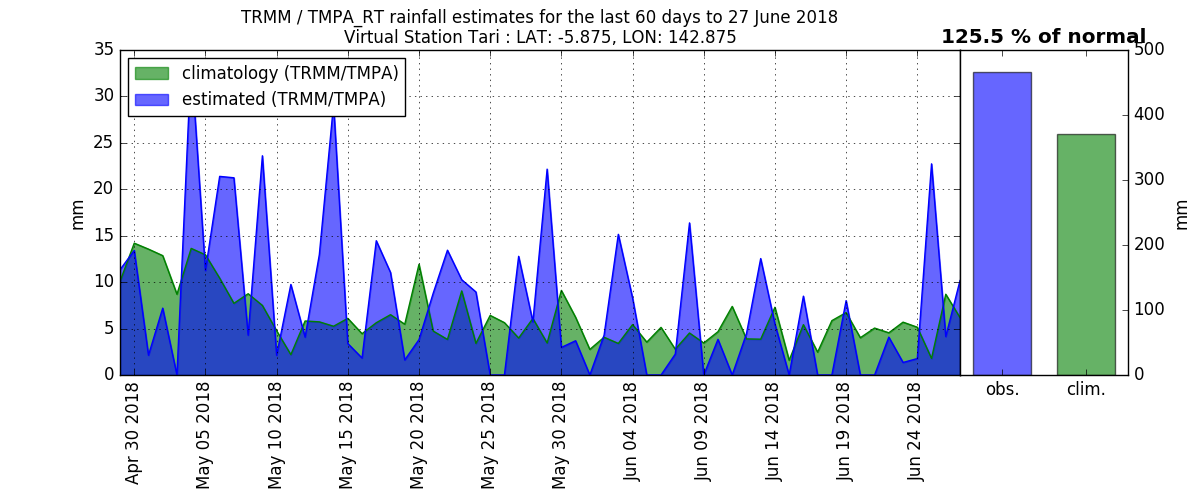 TRMM / TMPA_RT rainfall estimates for the last 60 days to 27 June 2018
Virtual Station Tari : LAT: -5.875, LON: 142.875
125.5 % of normal
climatology (TRMM/TMPA)
estimated (TRMM/TMPA)
35
30
25
20
15
10
5
0
mm
Apr 30 2018
May 05 2018
May 10 2018
May 15 2018
May 20 2018
May 25 2018
May 30 2018
Jun 04 2018
Jun 09 2018
Jun 14 2018
Jun 19 2018
Jun 24 2018
500
400
300
200
100
0
mm
obs.
clim.